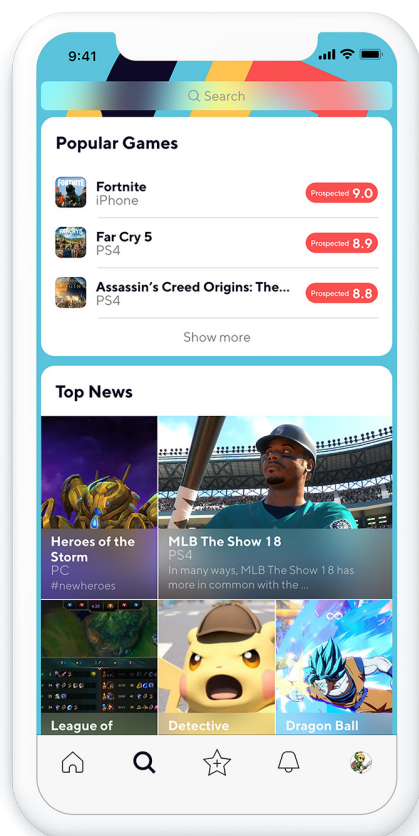 9:41
Search
Popular Games
FORTNITE
Fortnite
iPhone
Prospected 9.0
FARCRY5
Far Cry 5
PS4
Prospected 8.9
ORIGINS
Assassin's Creed Origins: The...
PS4
Prospected 8.8
Show more
Top News
Heroes of the
Storm
PC
#newheroes
MLB The Show 18
PS4
In many ways, MLB The Show 18 has
more in common with the ...
League of
Detective
Dragon Ball